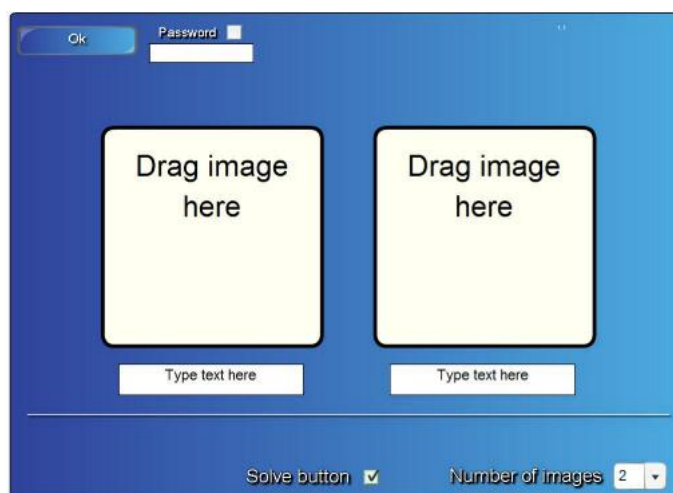 Ok
Password
Drag image
here
Drag image
here
Type text here
Type text here
Solve button
Number of images 2